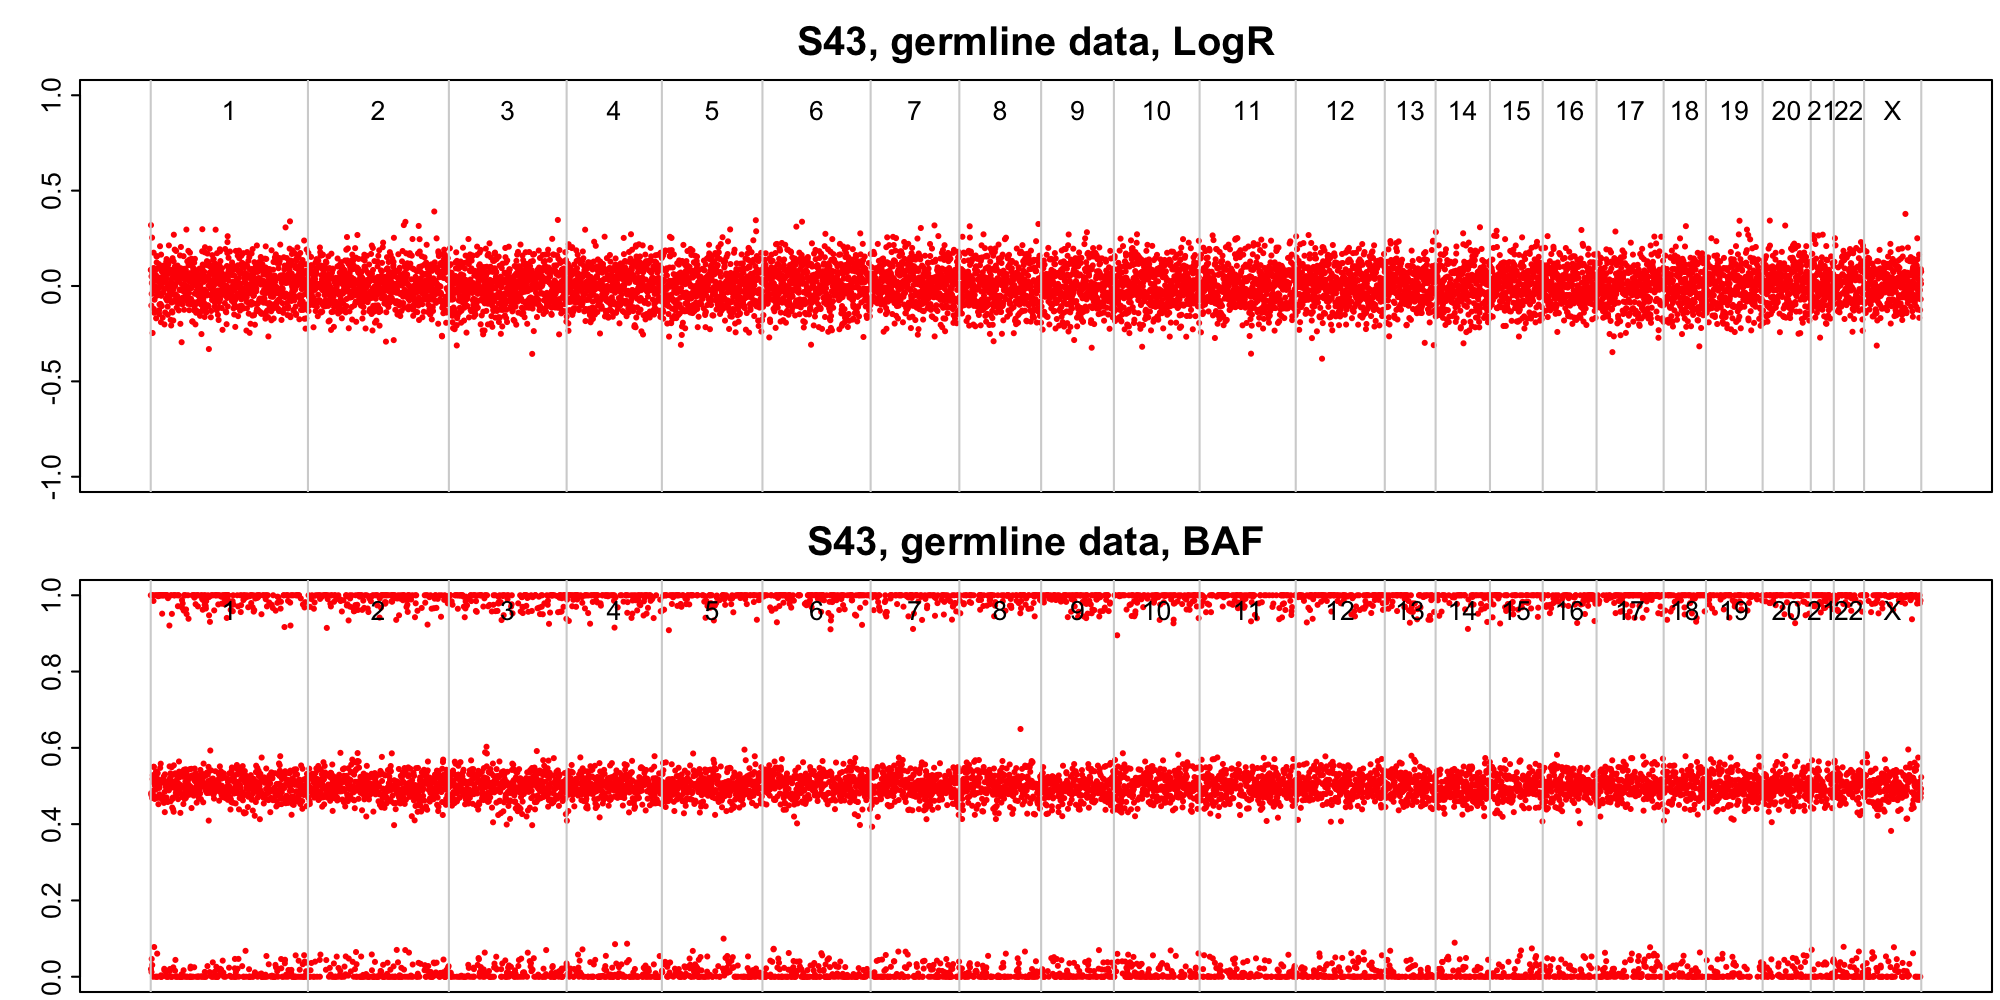 S43, germline data, LogR
1.0
0.5
0.0
-0.5
-1.0
1 2 3 4 5 6 7 8 9 10 11 12 13 14 15 16 17 18 19 20 21 22 X
S43, germline data, BAF
1.0
0.8
0.6
0.4
0.2
0.0
1 2 3 4 5 6 7 8 9 10 11 12 13 14 15 16 17 18 19 20 21 22 X